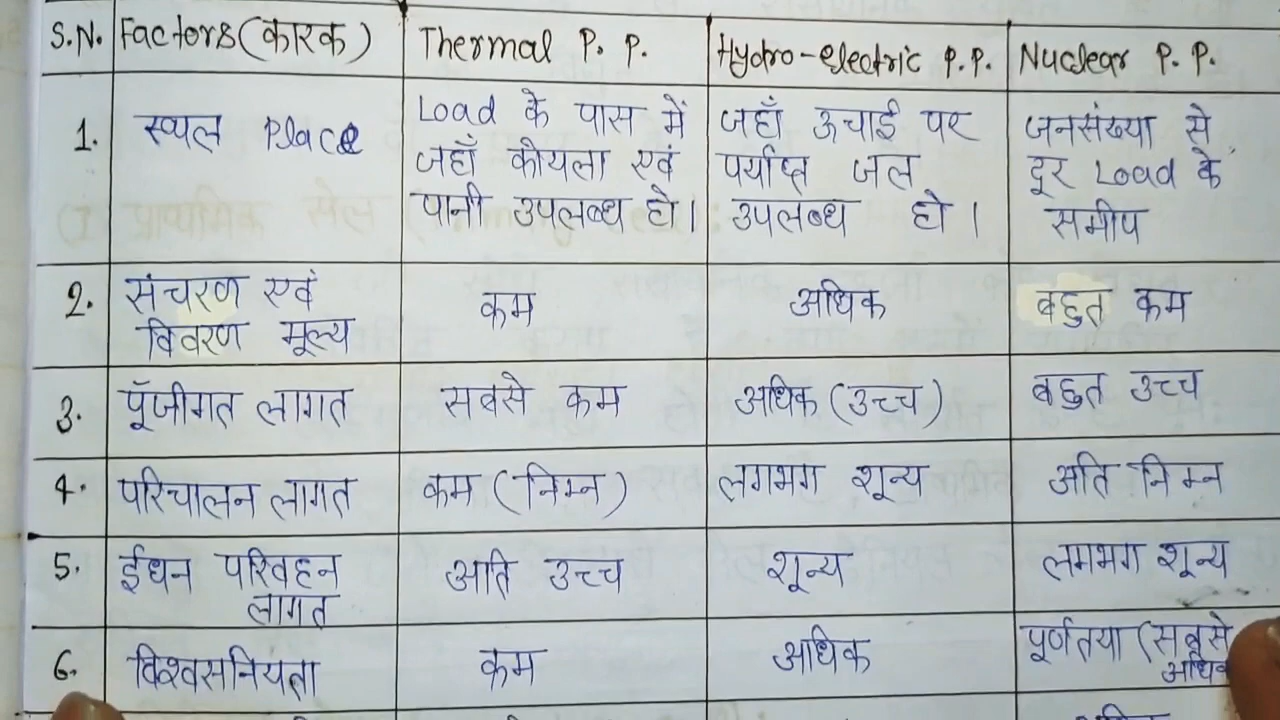 S.N. Factors(कारक) Thermal P. P. Hydro-electric P.P. Nuclear P. P.
1. स्थल Place
Load के पास में
जहाँ कोयला एवं
पानी उपलब्ध हो।
जहाँ ऊचाई पर
पर्याप्त जल
उपलब्ध हो।
जनसंख्या से
दूर Load के
समीप
2. संचरण एवं
विवरण मूल्य
कम
अधिक
बहुत कम
3. पूँजीगत लागत सबसे कम अधिक (उच्च) बहुत उच्च
4. परिचालन लागत कम (निम्न) लगभग शून्य अति निम्न
5. ईधन परिवहन
लागत
अति उच्च
शून्य
लगभग शून्य
6. विश्वसनियता कम अधिक पूर्णतया (सबसे
अधिक